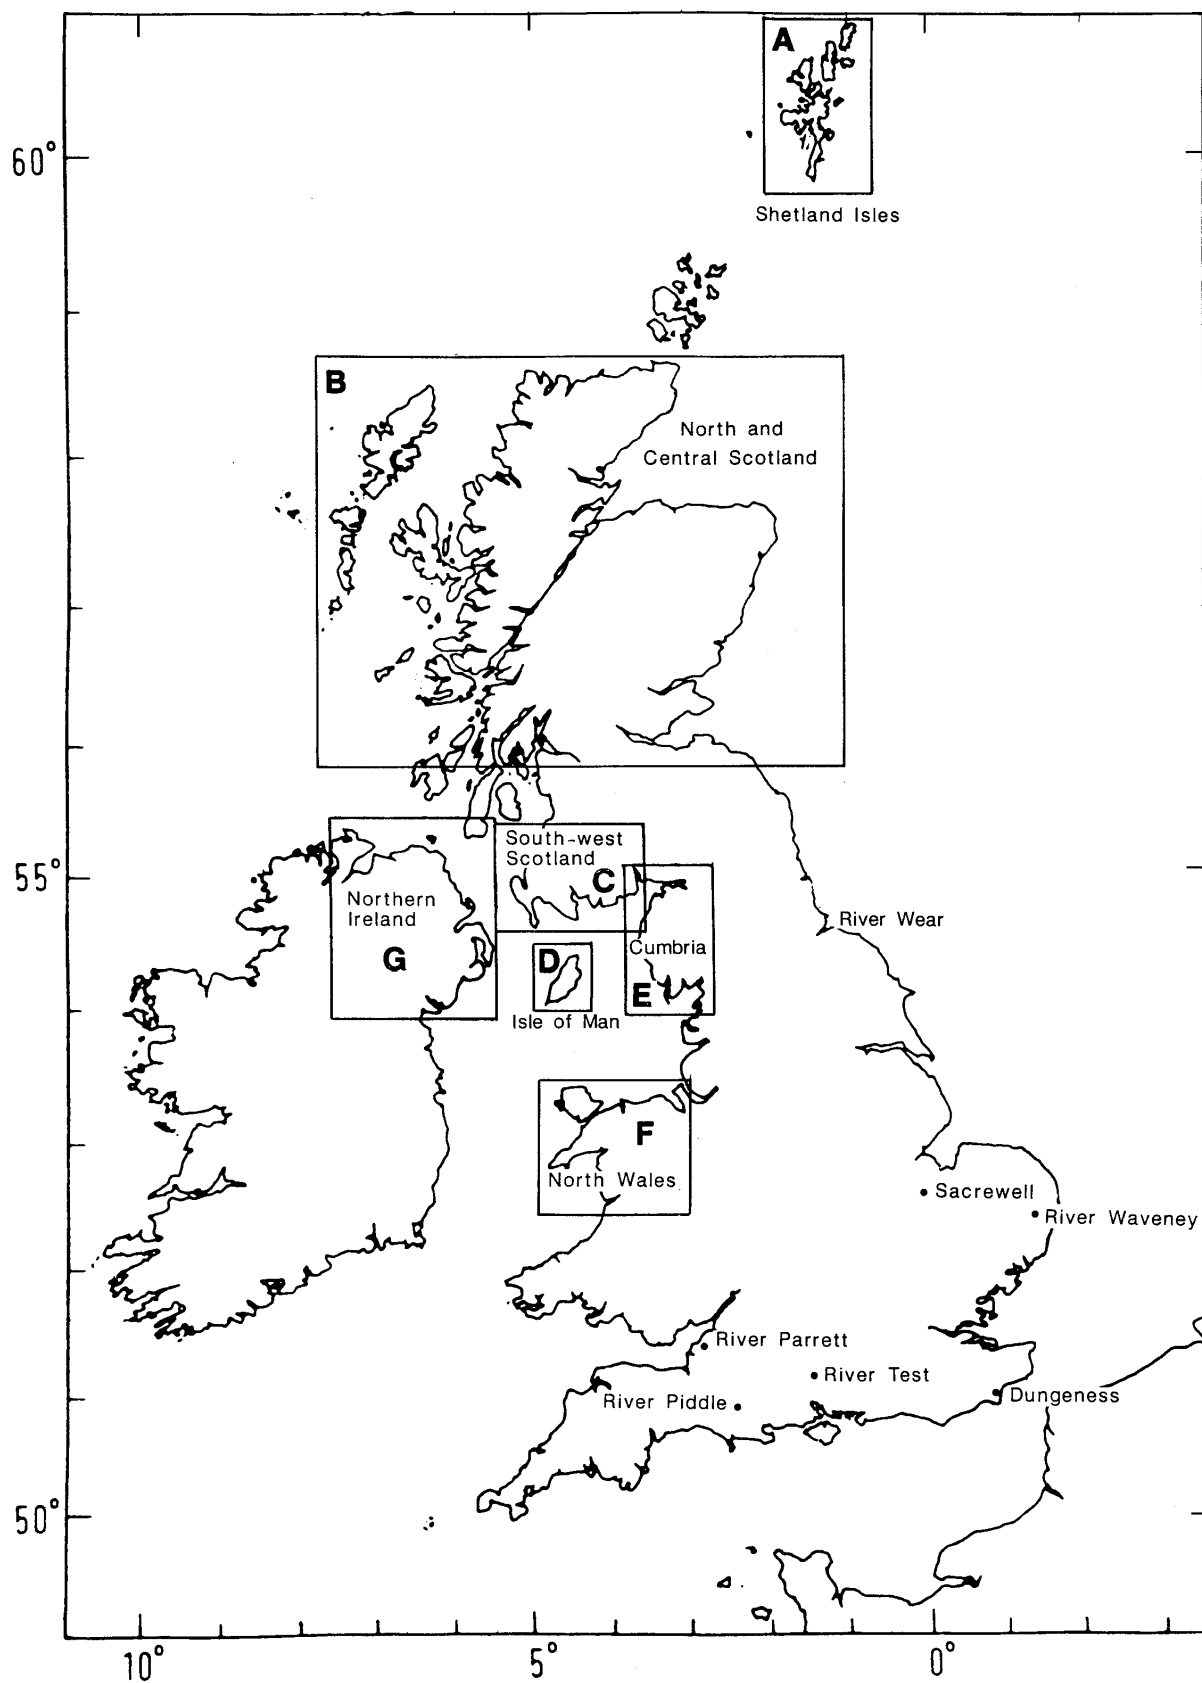 A
60°
Shetland Isles
B
North and
Central Scotland
South-west
Scotland
C
55°
Northern
Ireland
G
River Wear
Cumbria
D
E
Isle of Man
F
North Wales
Sacrewell
River Waveney
River Parrett
River Test
River Piddle
Dungeness
50°
10°
5°
0°